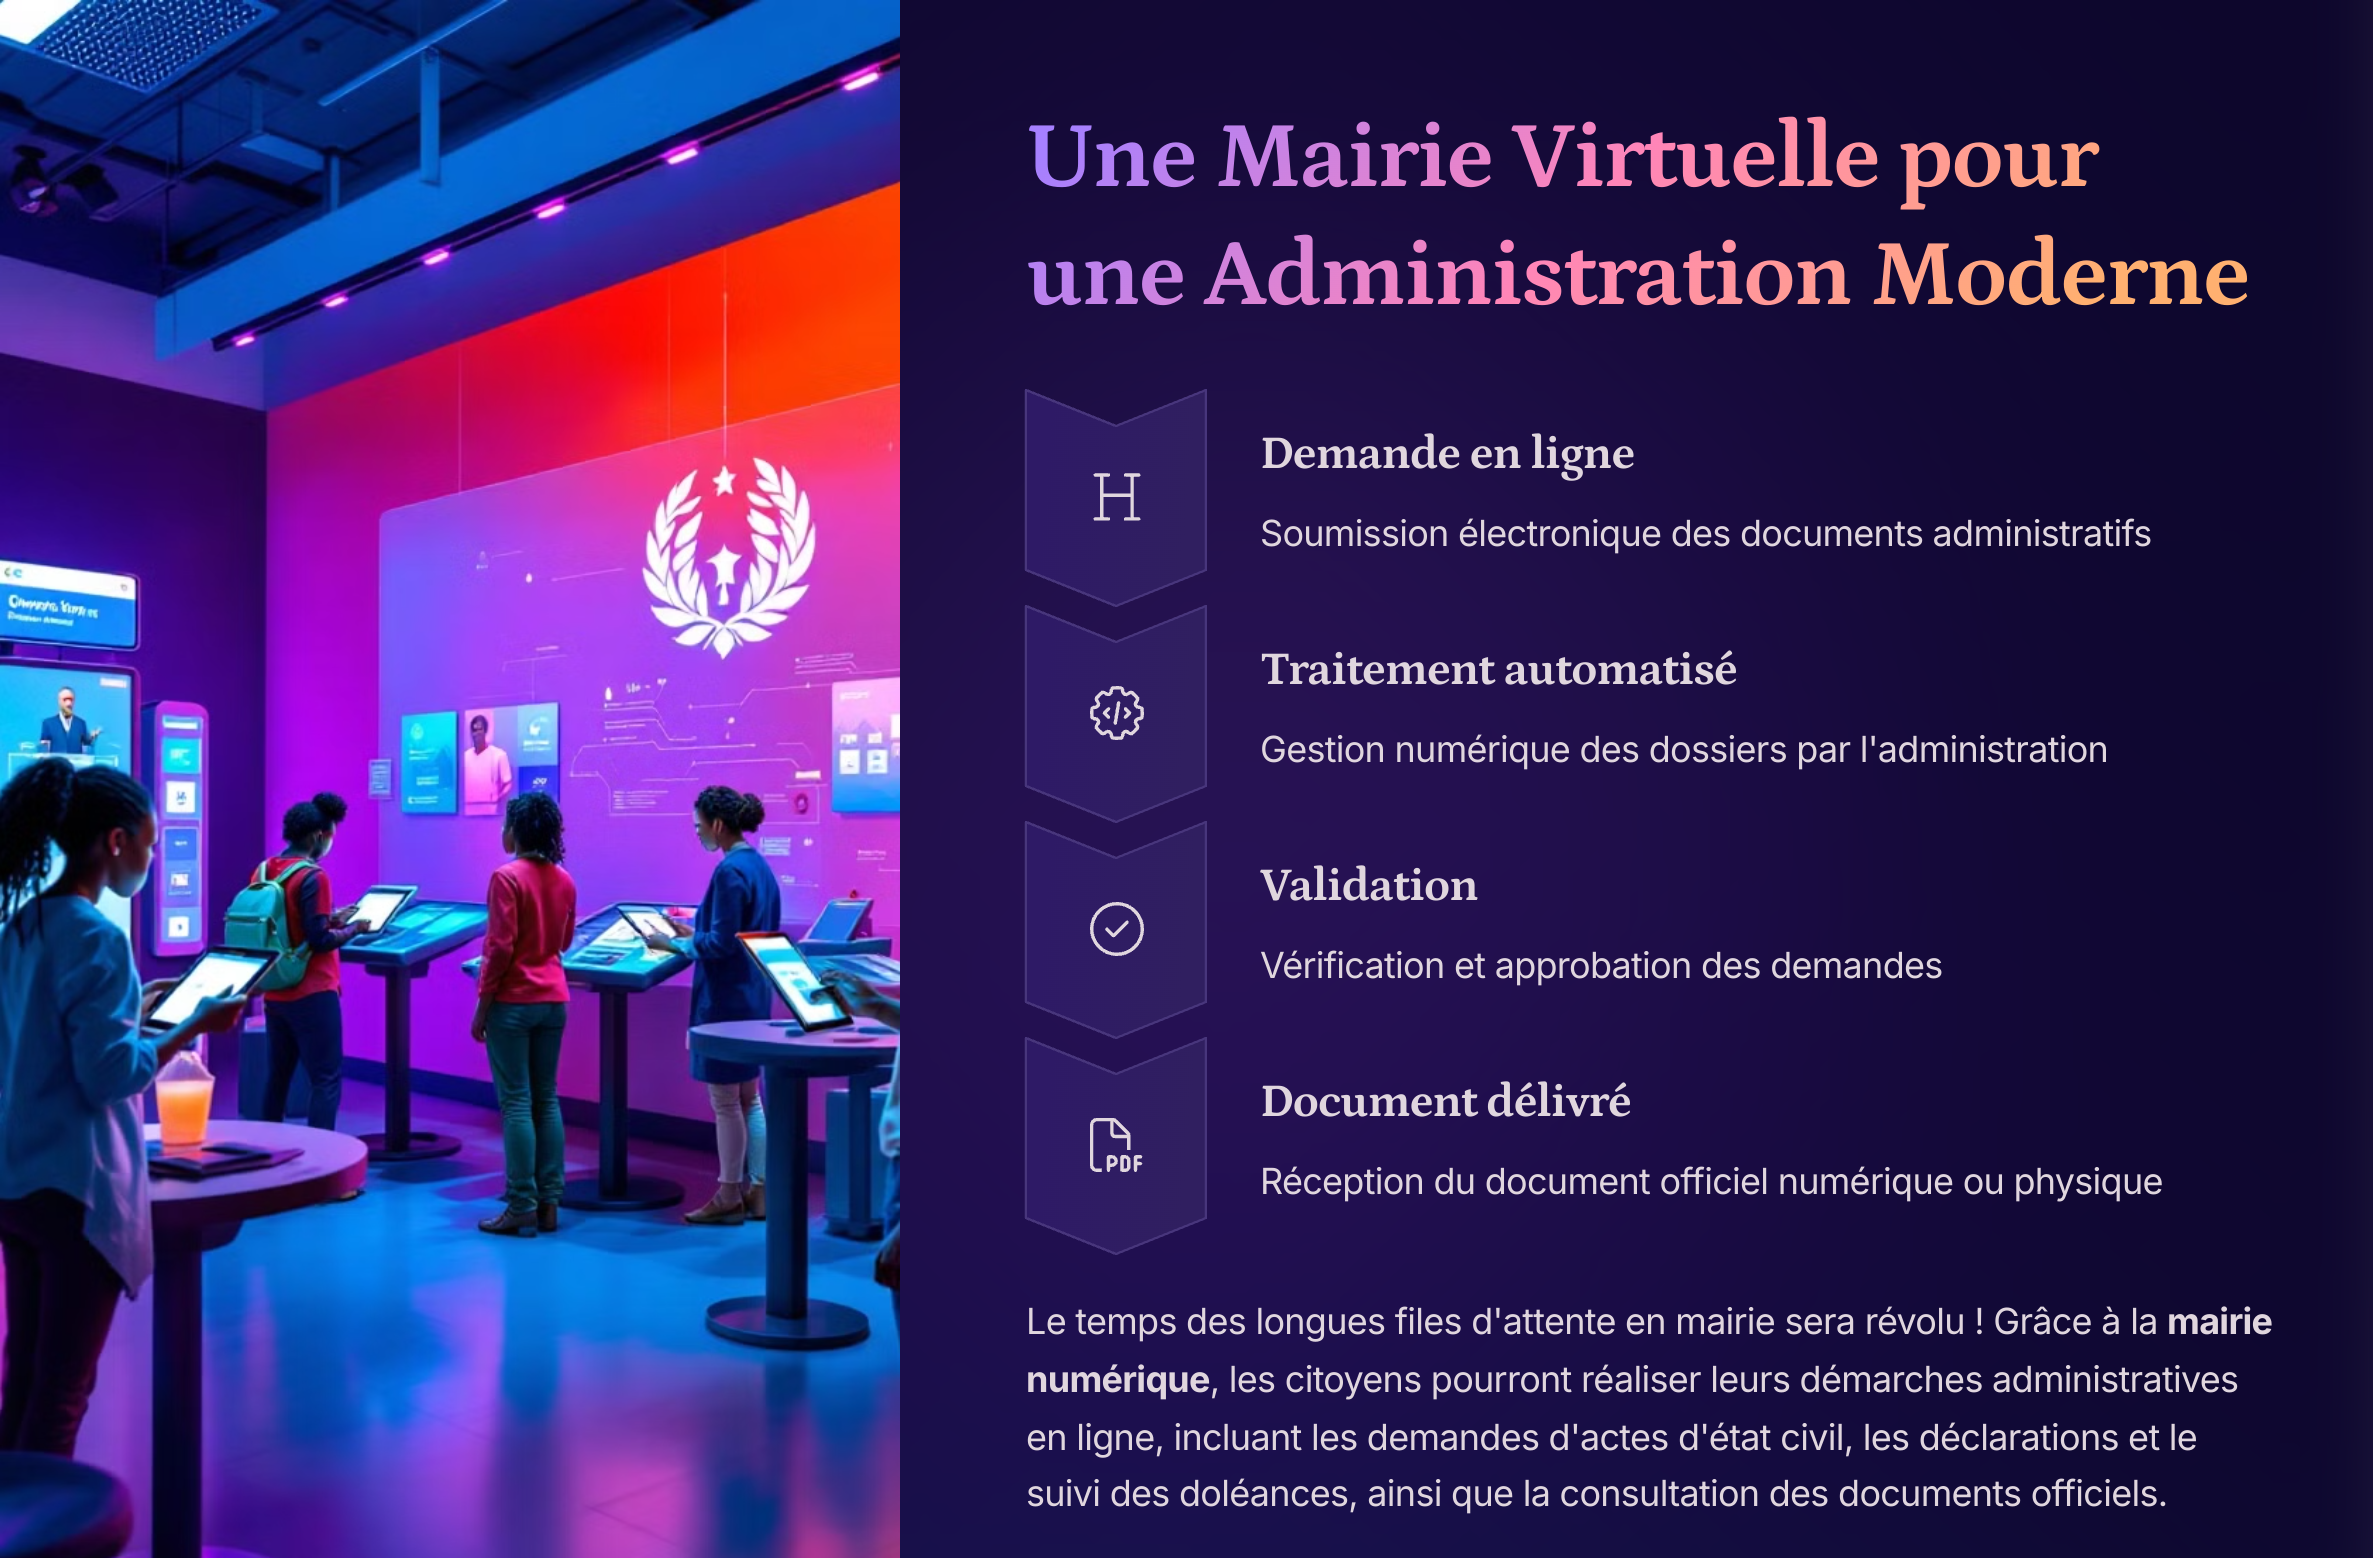 Une Mairie Virtuelle pour
une Administration Moderne
H
Demande en ligne
Soumission électronique des documents administratifs
Traitement automatisé
Gestion numérique des dossiers par l'administration
Validation
Vérification et approbation des demandes
Document délivré
PDF
Réception du document officiel numérique ou physique
Le temps des longues files d'attente en mairie sera révolu ! Grâce à la mairie
numérique, les citoyens pourront réaliser leurs démarches administratives
en ligne, incluant les demandes d'actes d'état civil, les déclarations et le
suivi des doléances, ainsi que la consultation des documents officiels.